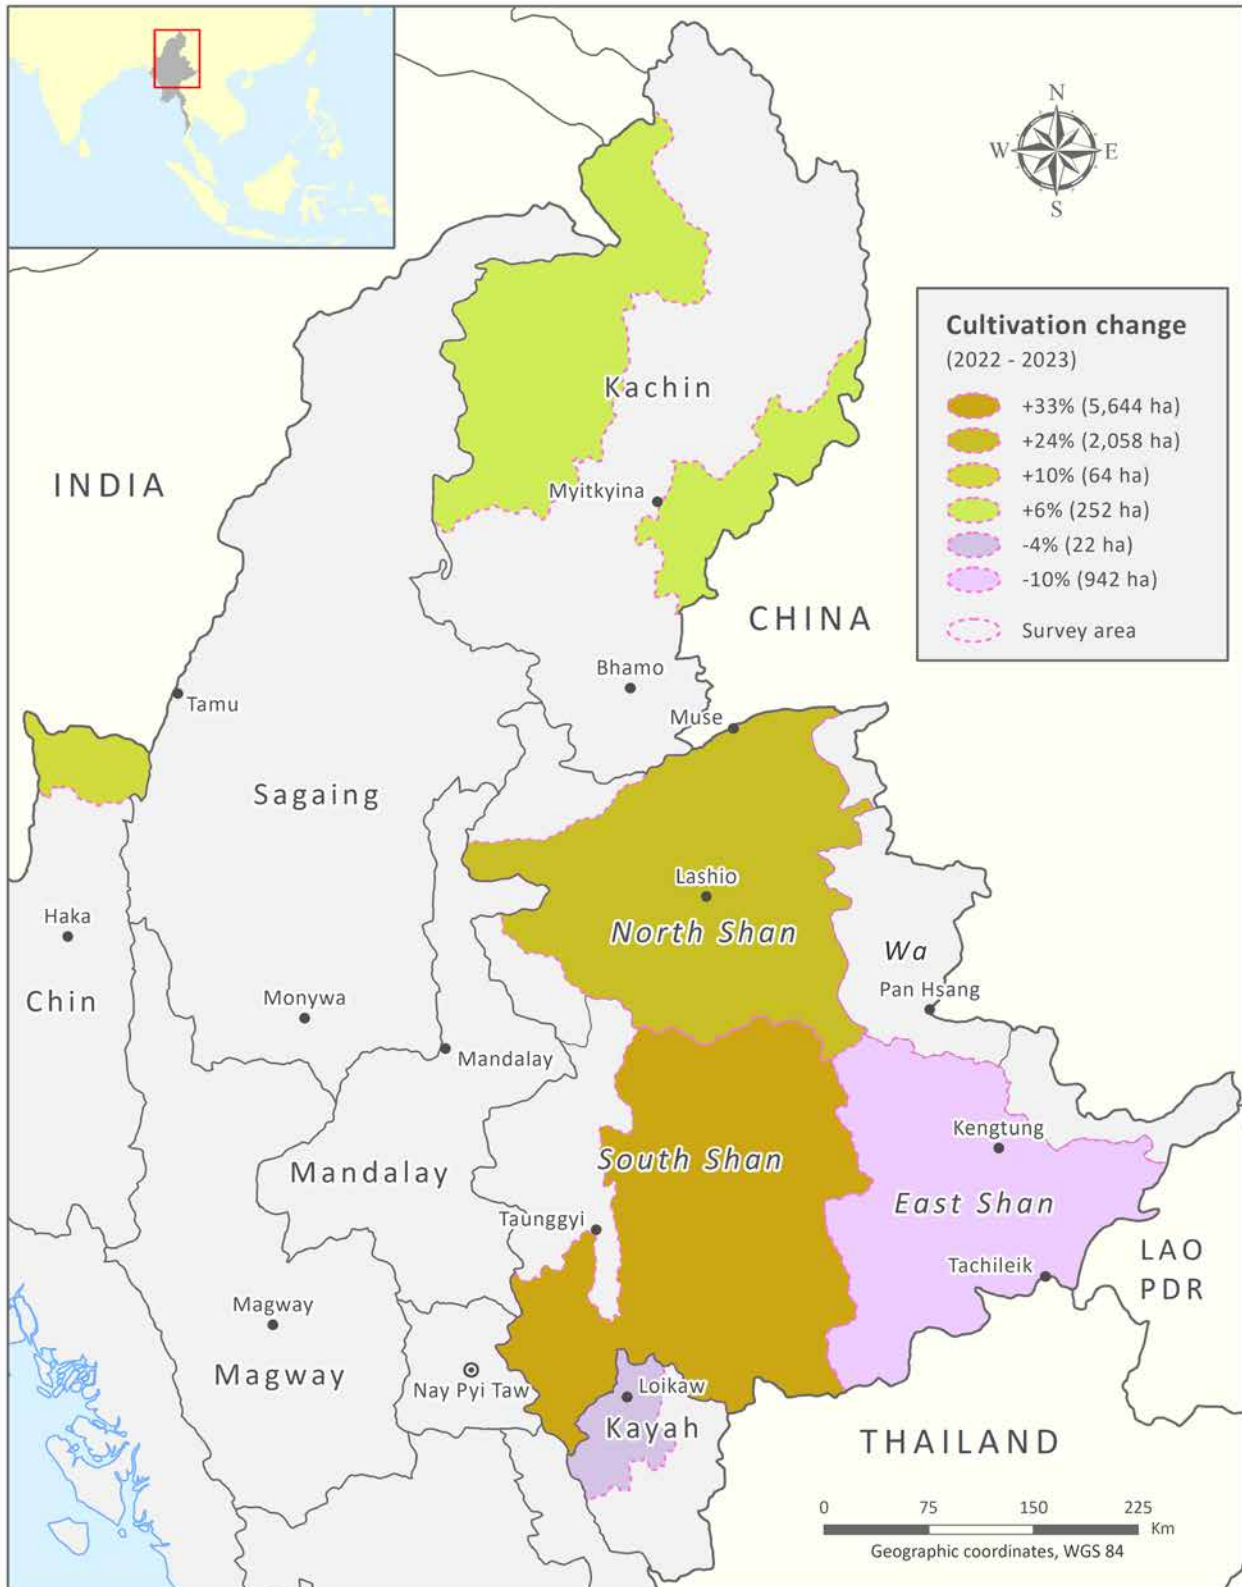 N
W E
S
Cultivation change
(2022 - 2023)
+33% (5,644 ha)
+24% (2,058 ha)
+10% (64 ha)
+6% (252 ha)
-4% (22 ha)
-10% (942 ha)
Survey area
Kachin
INDIA
Myitkyina
CHINA
Bhamo
Tamu
Muse
Sagaing
Lashio
Haka
North Shan
Wa
Pan Hsang
Chin
Monywa
Mandalay
Kengtung
South Shan
Mandalay
East Shan
Taunggyi
LAO
PDR
Tachileik
Magway
Magway
Nay Pyi Taw
Loikaw
Kayah
THAILAND
0 75 150 225
Km
Geographic coordinates, WGS 84